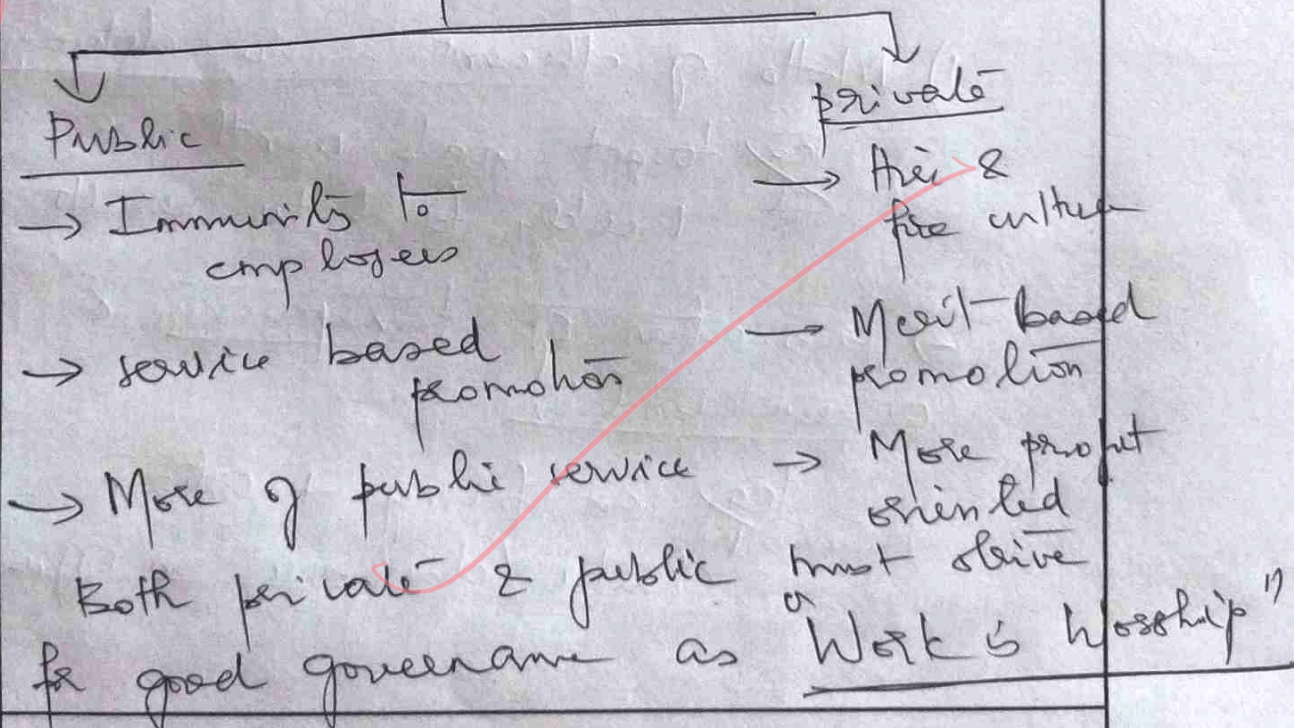 Public
→ Immunity to
employees
→ service based
promotion
→ More of public service
private
→ Hire &
fire culture
→ Merit based
promotion
→ More profit
oriented
Both private & public must strive
for good governance as "Work is Worship"